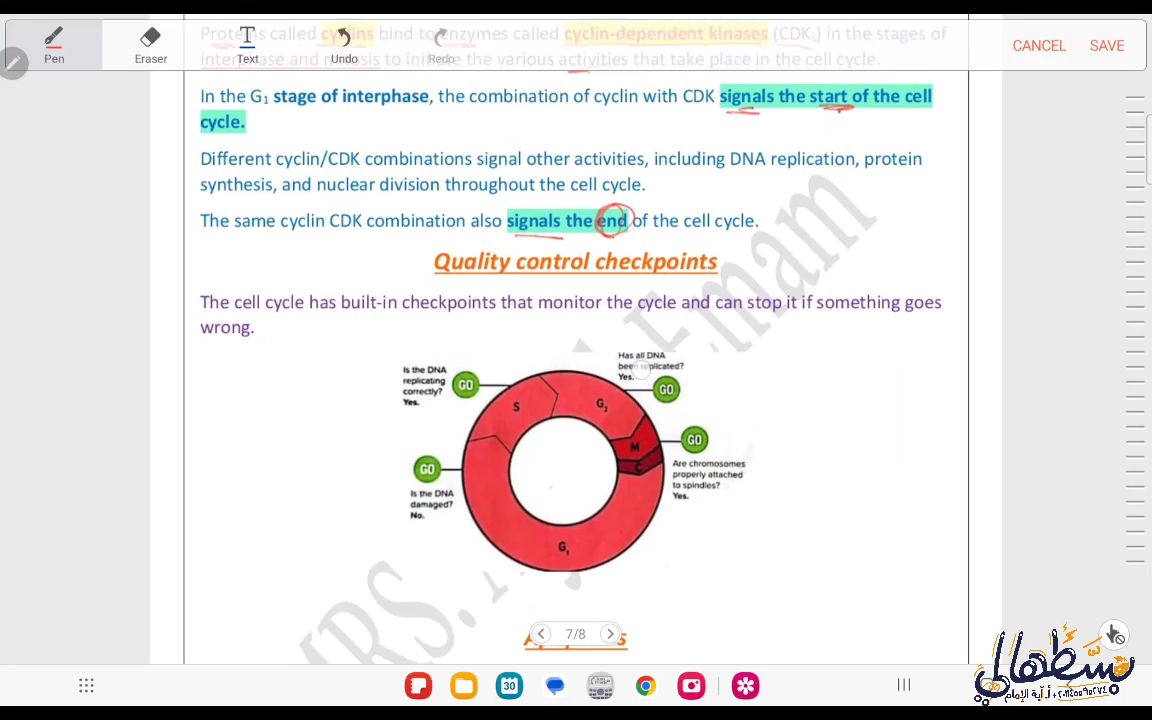 Pen
Eraser
Text
Undo
Redo
CANCEL
SAVE
Proteins called cyclins bind to enzymes called cyclin-dependent kinases (CDKs) in the stages of
interphase and mitosis to initiate the various activities that take place in the cell cycle.
In the G₁ stage of interphase, the combination of cyclin with CDK signals the start of the cell
cycle.
Different cyclin/CDK combinations signal other activities, including DNA replication, protein
synthesis, and nuclear division throughout the cell cycle.
The same cyclin CDK combination also signals the end of the cell cycle.
Quality control checkpoints
The cell cycle has built-in checkpoints that monitor the cycle and can stop it if something goes
wrong.
Is the DNA
replicating
correctly?
Yes.
GO
Has all DNA
been replicated?
Yes.
GO
S
G₂
M
C
GO
Are chromosomes
properly attached
to spindles?
Yes.
GO
Is the DNA
damaged?
No.
G₁
7/8
30